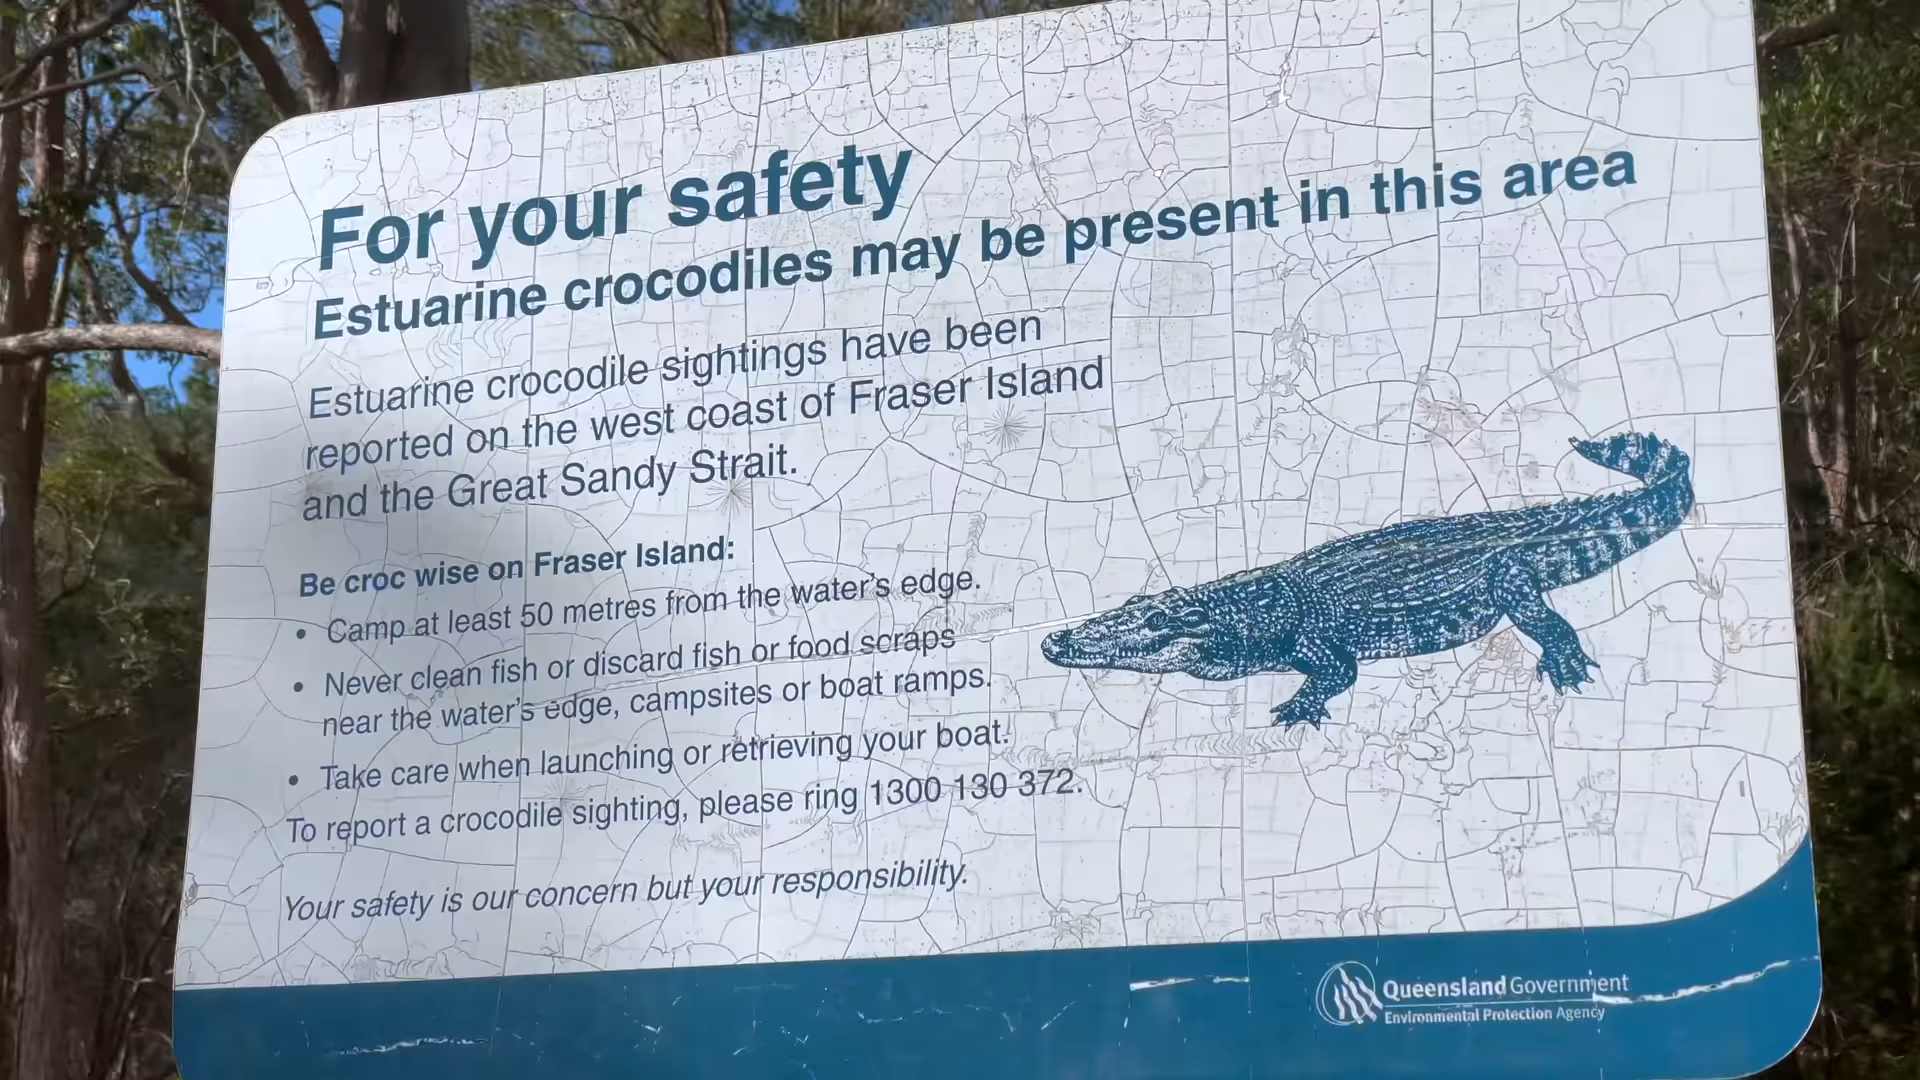 For your safety
Estuarine crocodiles may be present in this area
Estuarine crocodile sightings have been
reported on the west coast of Fraser Island
and the Great Sandy Strait.
Be croc wise on Fraser Island:
• Camp at least 50 metres from the water's edge.
• Never clean fish or discard fish or food scraps
near the water's edge, campsites or boat ramps.
• Take care when launching or retrieving your boat.
To report a crocodile sighting, please ring 1300 130 372.
Your safety is our concern but your responsibility.
Queensland Government
Environmental Protection Agency